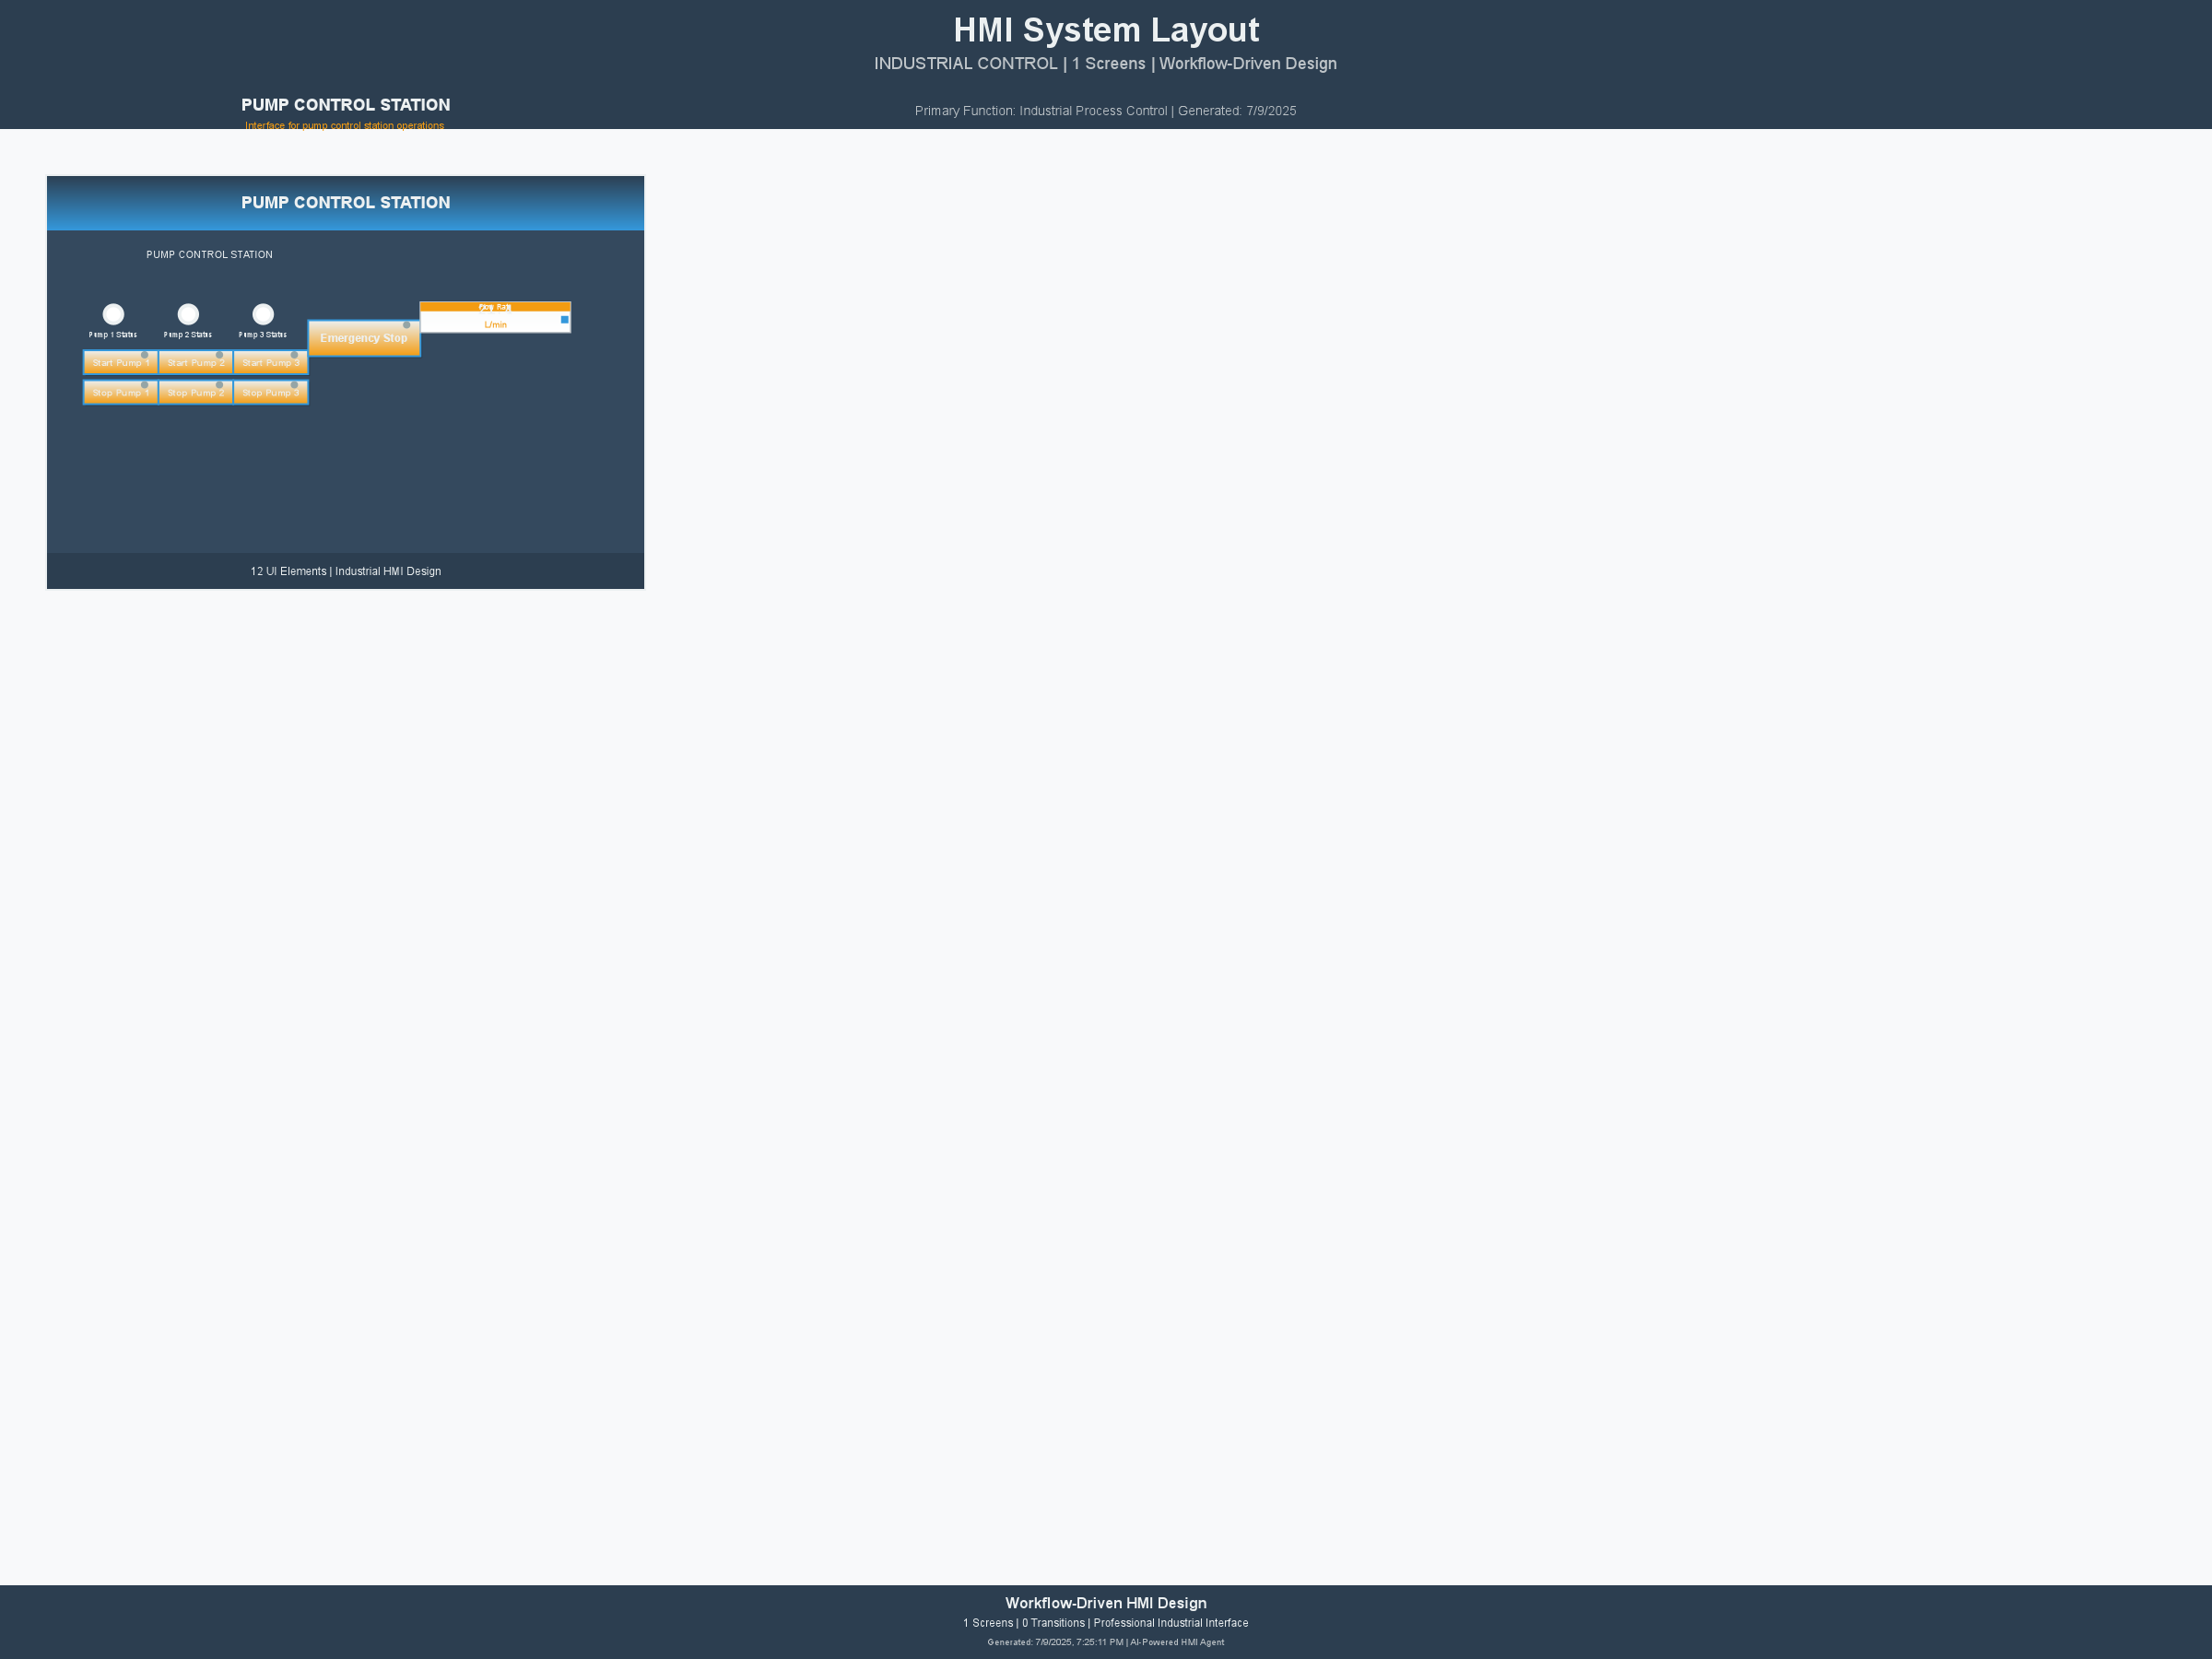 HMI System Layout
INDUSTRIAL CONTROL | 1 Screens | Workflow-Driven Design
PUMP CONTROL STATION
Primary Function: Industrial Process Control | Generated: 7/9/2025
Interface for pump control station operations
PUMP CONTROL STATION
PUMP CONTROL STATION
Pump 1 Status
Pump 2 Status
Pump 3 Status
Flow Rate
L/min
Emergency Stop
Start Pump 1
Start Pump 2
Start Pump 3
Stop Pump 1
Stop Pump 2
Stop Pump 3
12 UI Elements | Industrial HMI Design
Workflow-Driven HMI Design
1 Screens | 0 Transitions | Professional Industrial Interface
Generated: 7/9/2025, 7:25:11 PM | AI-Powered HMI Agent